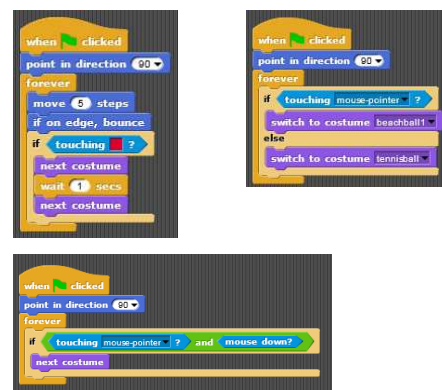 when clicked
point in direction 90
forever
move 5 steps
if on edge, bounce
if touching ?
next costume
wait 1 secs
next costume
when clicked
point in direction 90
forever
if touching mouse-pointer ?
switch to costume beachball1
else
switch to costume tennisball
when clicked
point in direction 90
forever
if touching mouse-pointer ? and mouse down?
next costume